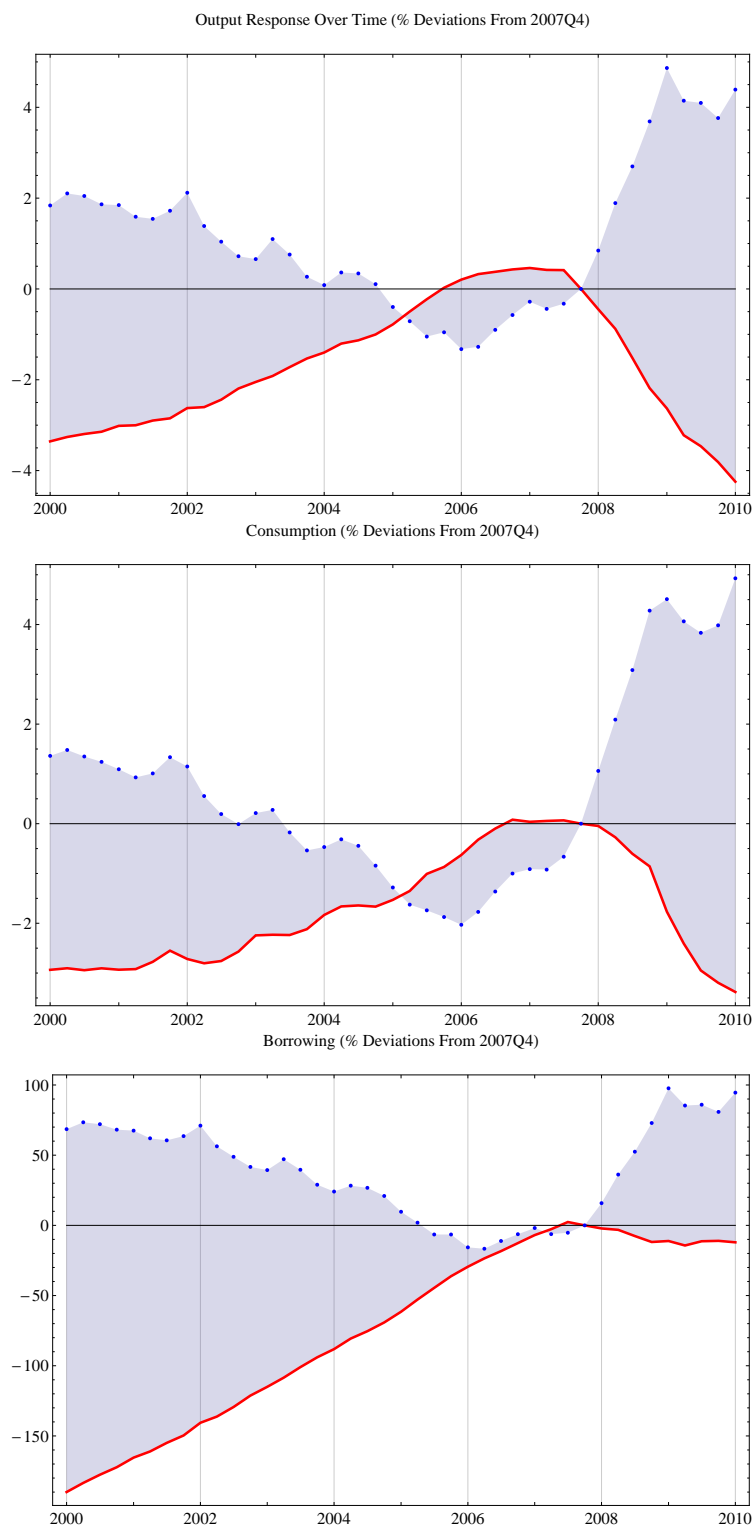 Output Response Over Time (% Deviations From 2007Q4)
4
2
0
−2
−4
2000 2002 2004 2006 2008 2010
Consumption (% Deviations From 2007Q4)
4
2
0
−2
2000 2002 2004 2006 2008 2010
Borrowing (% Deviations From 2007Q4)
100
50
0
−50
−100
−150
2000 2002 2004 2006 2008 2010